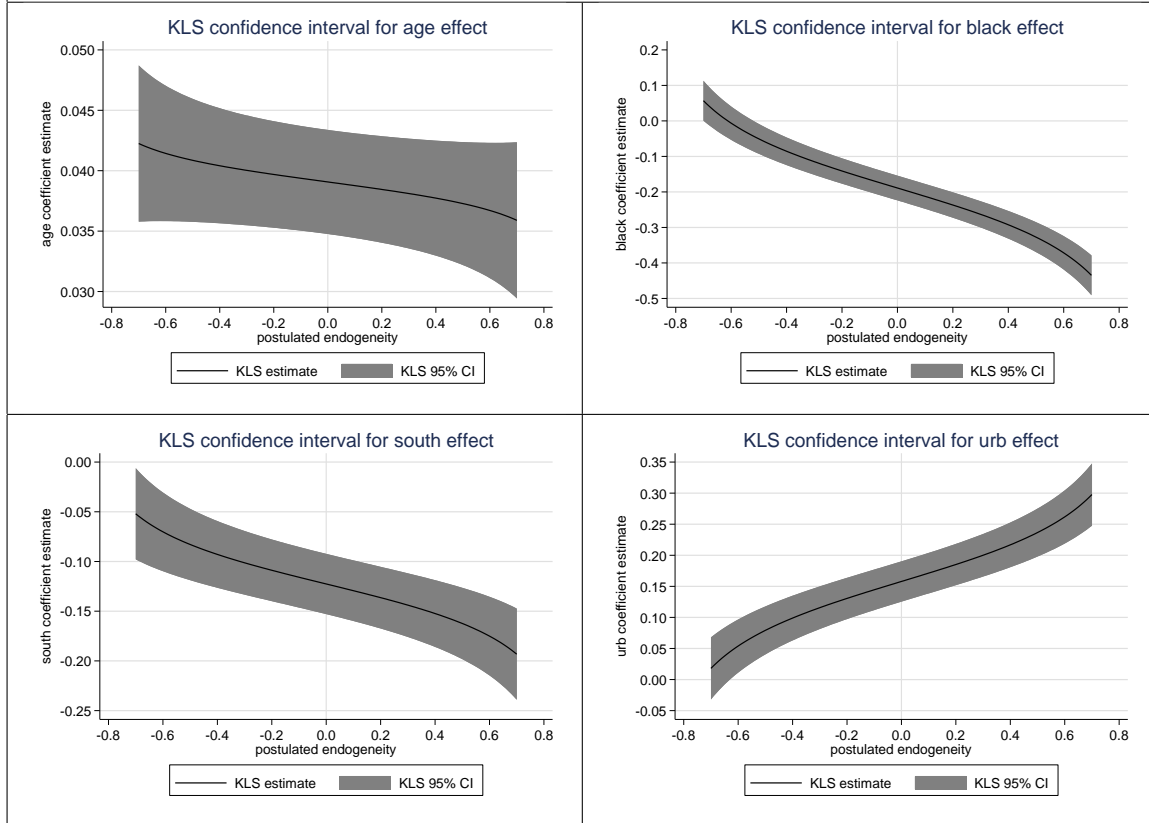 KLS confidence interval for age effect
age coefficient estimate
0.050
0.045
0.040
0.035
0.030
-0.8 -0.6 -0.4 -0.2 0.0 0.2 0.4 0.6 0.8
postulated endogeneity
KLS estimate KLS 95% CI
KLS confidence interval for black effect
black coefficient estimate
0.2
0.1
0.0
-0.1
-0.2
-0.3
-0.4
-0.5
-0.8 -0.6 -0.4 -0.2 0.0 0.2 0.4 0.6 0.8
postulated endogeneity
KLS estimate KLS 95% CI
KLS confidence interval for south effect
south coefficient estimate
0.00
-0.05
-0.10
-0.15
-0.20
-0.25
-0.8 -0.6 -0.4 -0.2 0.0 0.2 0.4 0.6 0.8
postulated endogeneity
KLS estimate KLS 95% CI
KLS confidence interval for urb effect
urb coefficient estimate
0.35
0.30
0.25
0.20
0.15
0.10
0.05
0.00
-0.05
-0.8 -0.6 -0.4 -0.2 0.0 0.2 0.4 0.6 0.8
postulated endogeneity
KLS estimate KLS 95% CI